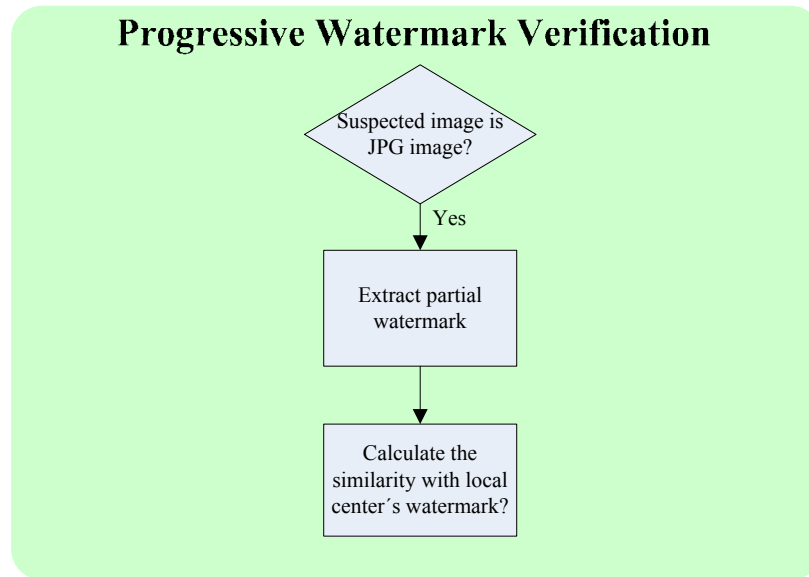 Progressive Watermark Verification
Suspected image is
JPG image?
Yes
Extract partial
watermark
Calculate the
similarity with local
center´s watermark?